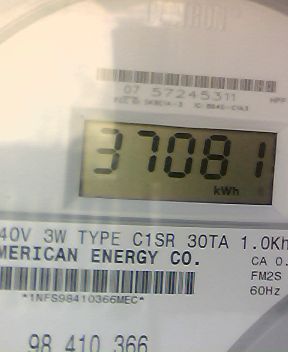 CENTRON
07 57245311
37081
kWh
40V 3W TYPE C1SR 30TA 1.0Kh
MERICAN ENERGY CO.
CA 0.
FM2S
60Hz
*1NFS98410366MEC*
98 410 366